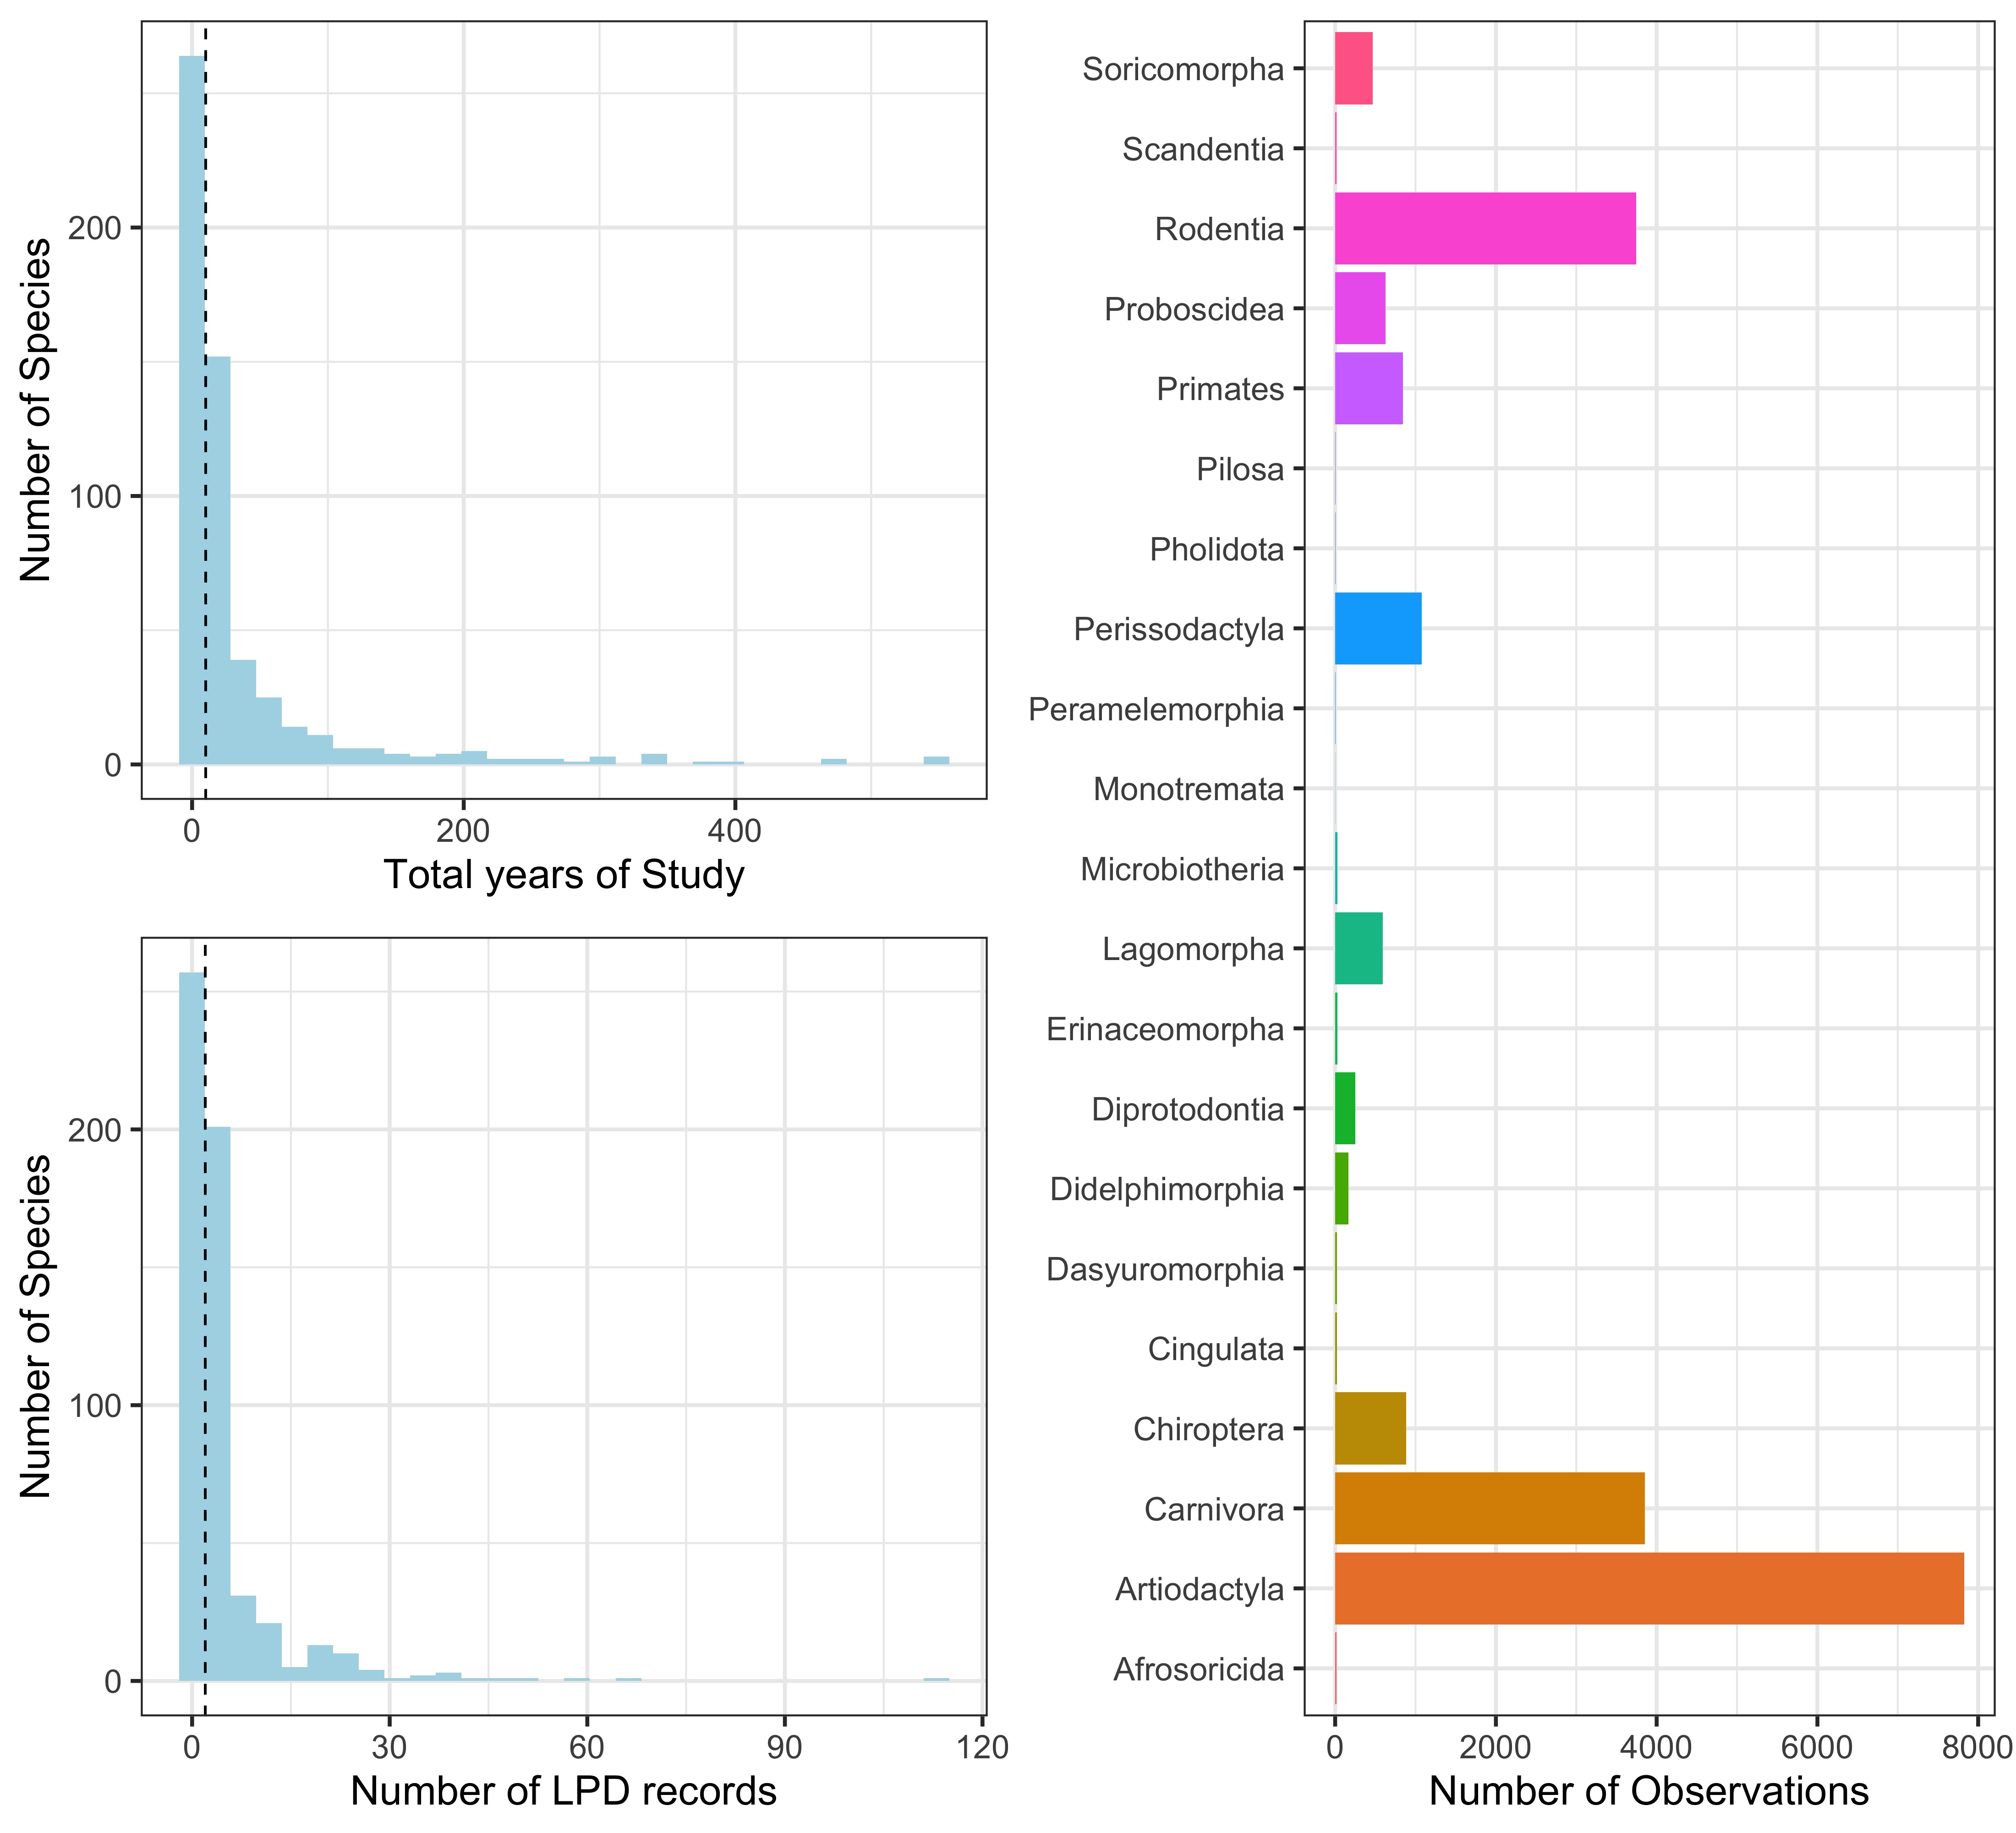 Number of Species
200
100
0
0 200 400
Total years of Study
Number of Species
200
100
0
0 30 60 90 120
Number of LPD records
Soricomorpha
Scandentia
Rodentia
Proboscidea
Primates
Pilosa
Pholidota
Perissodactyla
Peramelemorphia
Monotremata
Microbiotheria
Lagomorpha
Erinaceomorpha
Diprotodontia
Didelphimorphia
Dasyuromorphia
Cingulata
Chiroptera
Carnivora
Artiodactyla
Afrosoricida
0 2000 4000 6000 8000
Number of Observations